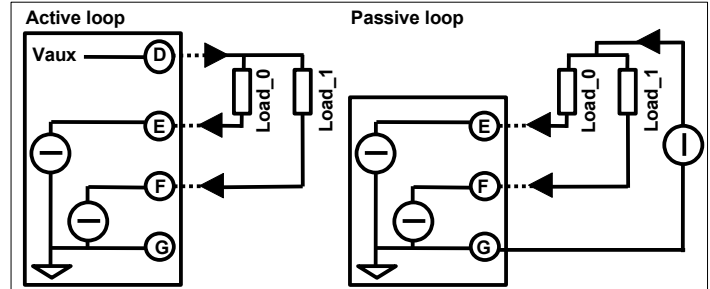 Active loop
Passive loop
Vaux
D
Load_0
Load_1
E
F
G
Load_0
Load_1
E
F
G